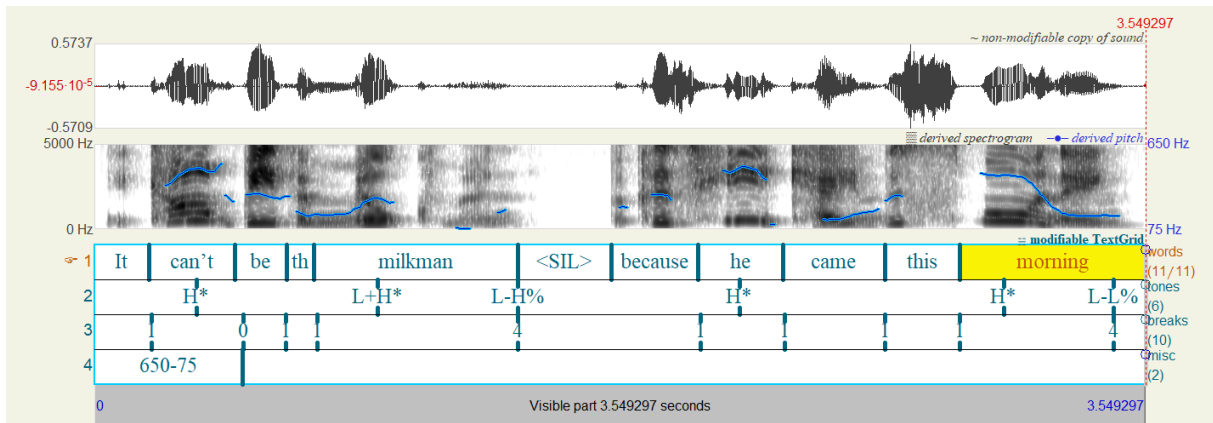 3.549297
0.5737
~ non-modifiable copy of sound
-9.155·10-5
-0.5709
derived spectrogram derived pitch
5000 Hz 650 Hz
0 Hz 75 Hz
modifiable TextGrid
☞ 1 It can't be th milkman <SIL> because he came this morning words (11/11)
2 H* L+H* L-H% H* H* L-L% tones (6)
3 1 0 1 1 4 1 1 1 1 4 breaks (10)
4 650-75 misc (2)
0 Visible part 3.549297 seconds 3.549297